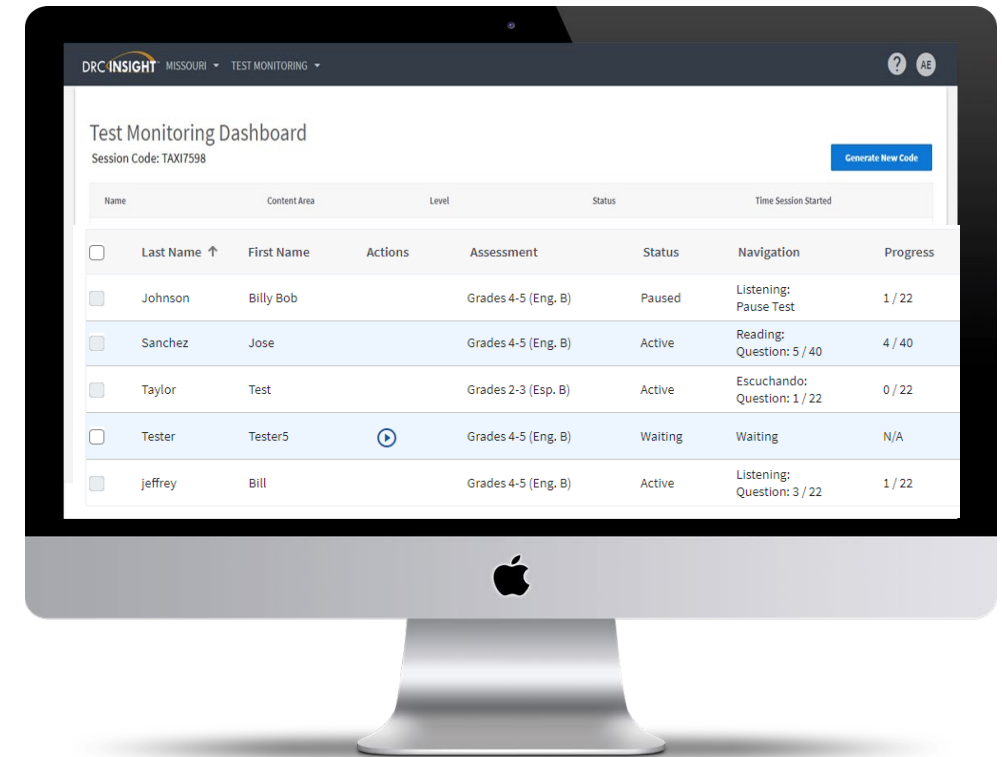 DRC INSIGHT MISSOURI TEST MONITORING ? AE
Test Monitoring Dashboard
Session Code: TAXI7598
Generate New Code
Name Content Area Level Status Time Session Started
Last Name ↑ First Name Actions Assessment Status Navigation Progress
Johnson Billy Bob Grades 4-5 (Eng. B) Paused Listening: 1 / 22
Pause Test
Sanchez Jose Grades 4-5 (Eng. B) Active Reading: 4 / 40
Question: 5 / 40
Taylor Test Grades 2-3 (Esp. B) Active Escuchando: 0 / 22
Question: 1 / 22
Tester Tester5 Grades 4-5 (Eng. B) Waiting Waiting N/A
jeffrey Bill Grades 4-5 (Eng. B) Active Listening: 1 / 22
Question: 3 / 22